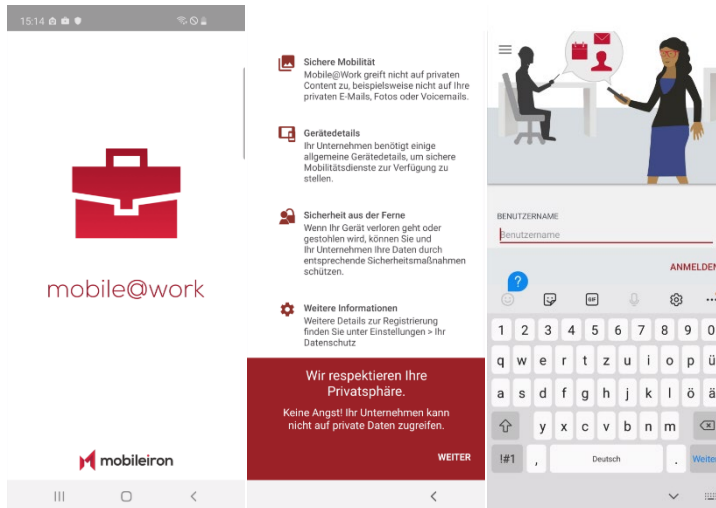 15:14
mobile@work
mobileiron
Sichere Mobilität
Mobile@Work greift nicht auf privaten
Content zu, beispielsweise nicht auf Ihre
privaten E-Mails, Fotos oder Voicemails.
Gerätedetails
Ihr Unternehmen benötigt einige
allgemeine Gerätedetails, um sichere
Mobilitätsdienste zur Verfügung zu
stellen.
Sicherheit aus der Ferne
Wenn Ihr Gerät verloren geht oder
gestohlen wird, können Sie und
Ihr Unternehmen Ihre Daten durch
entsprechende Sicherheitsmaßnahmen
schützen.
Weitere Informationen
Weitere Details zur Registrierung
finden Sie unter Einstellungen > Ihr
Datenschutz
Wir respektieren Ihre
Privatsphäre.
Keine Angst! Ihr Unternehmen kann
nicht auf private Daten zugreifen.
WEITER
BENUTZERNAME
Benutzername
ANMELDEN
?
GIF
1 2 3 4 5 6 7 8 9 0
q w e r t z u i o p ü
a s d f g h j k l ö ä
y x c v b n m
!#1 , Deutsch . Weiter